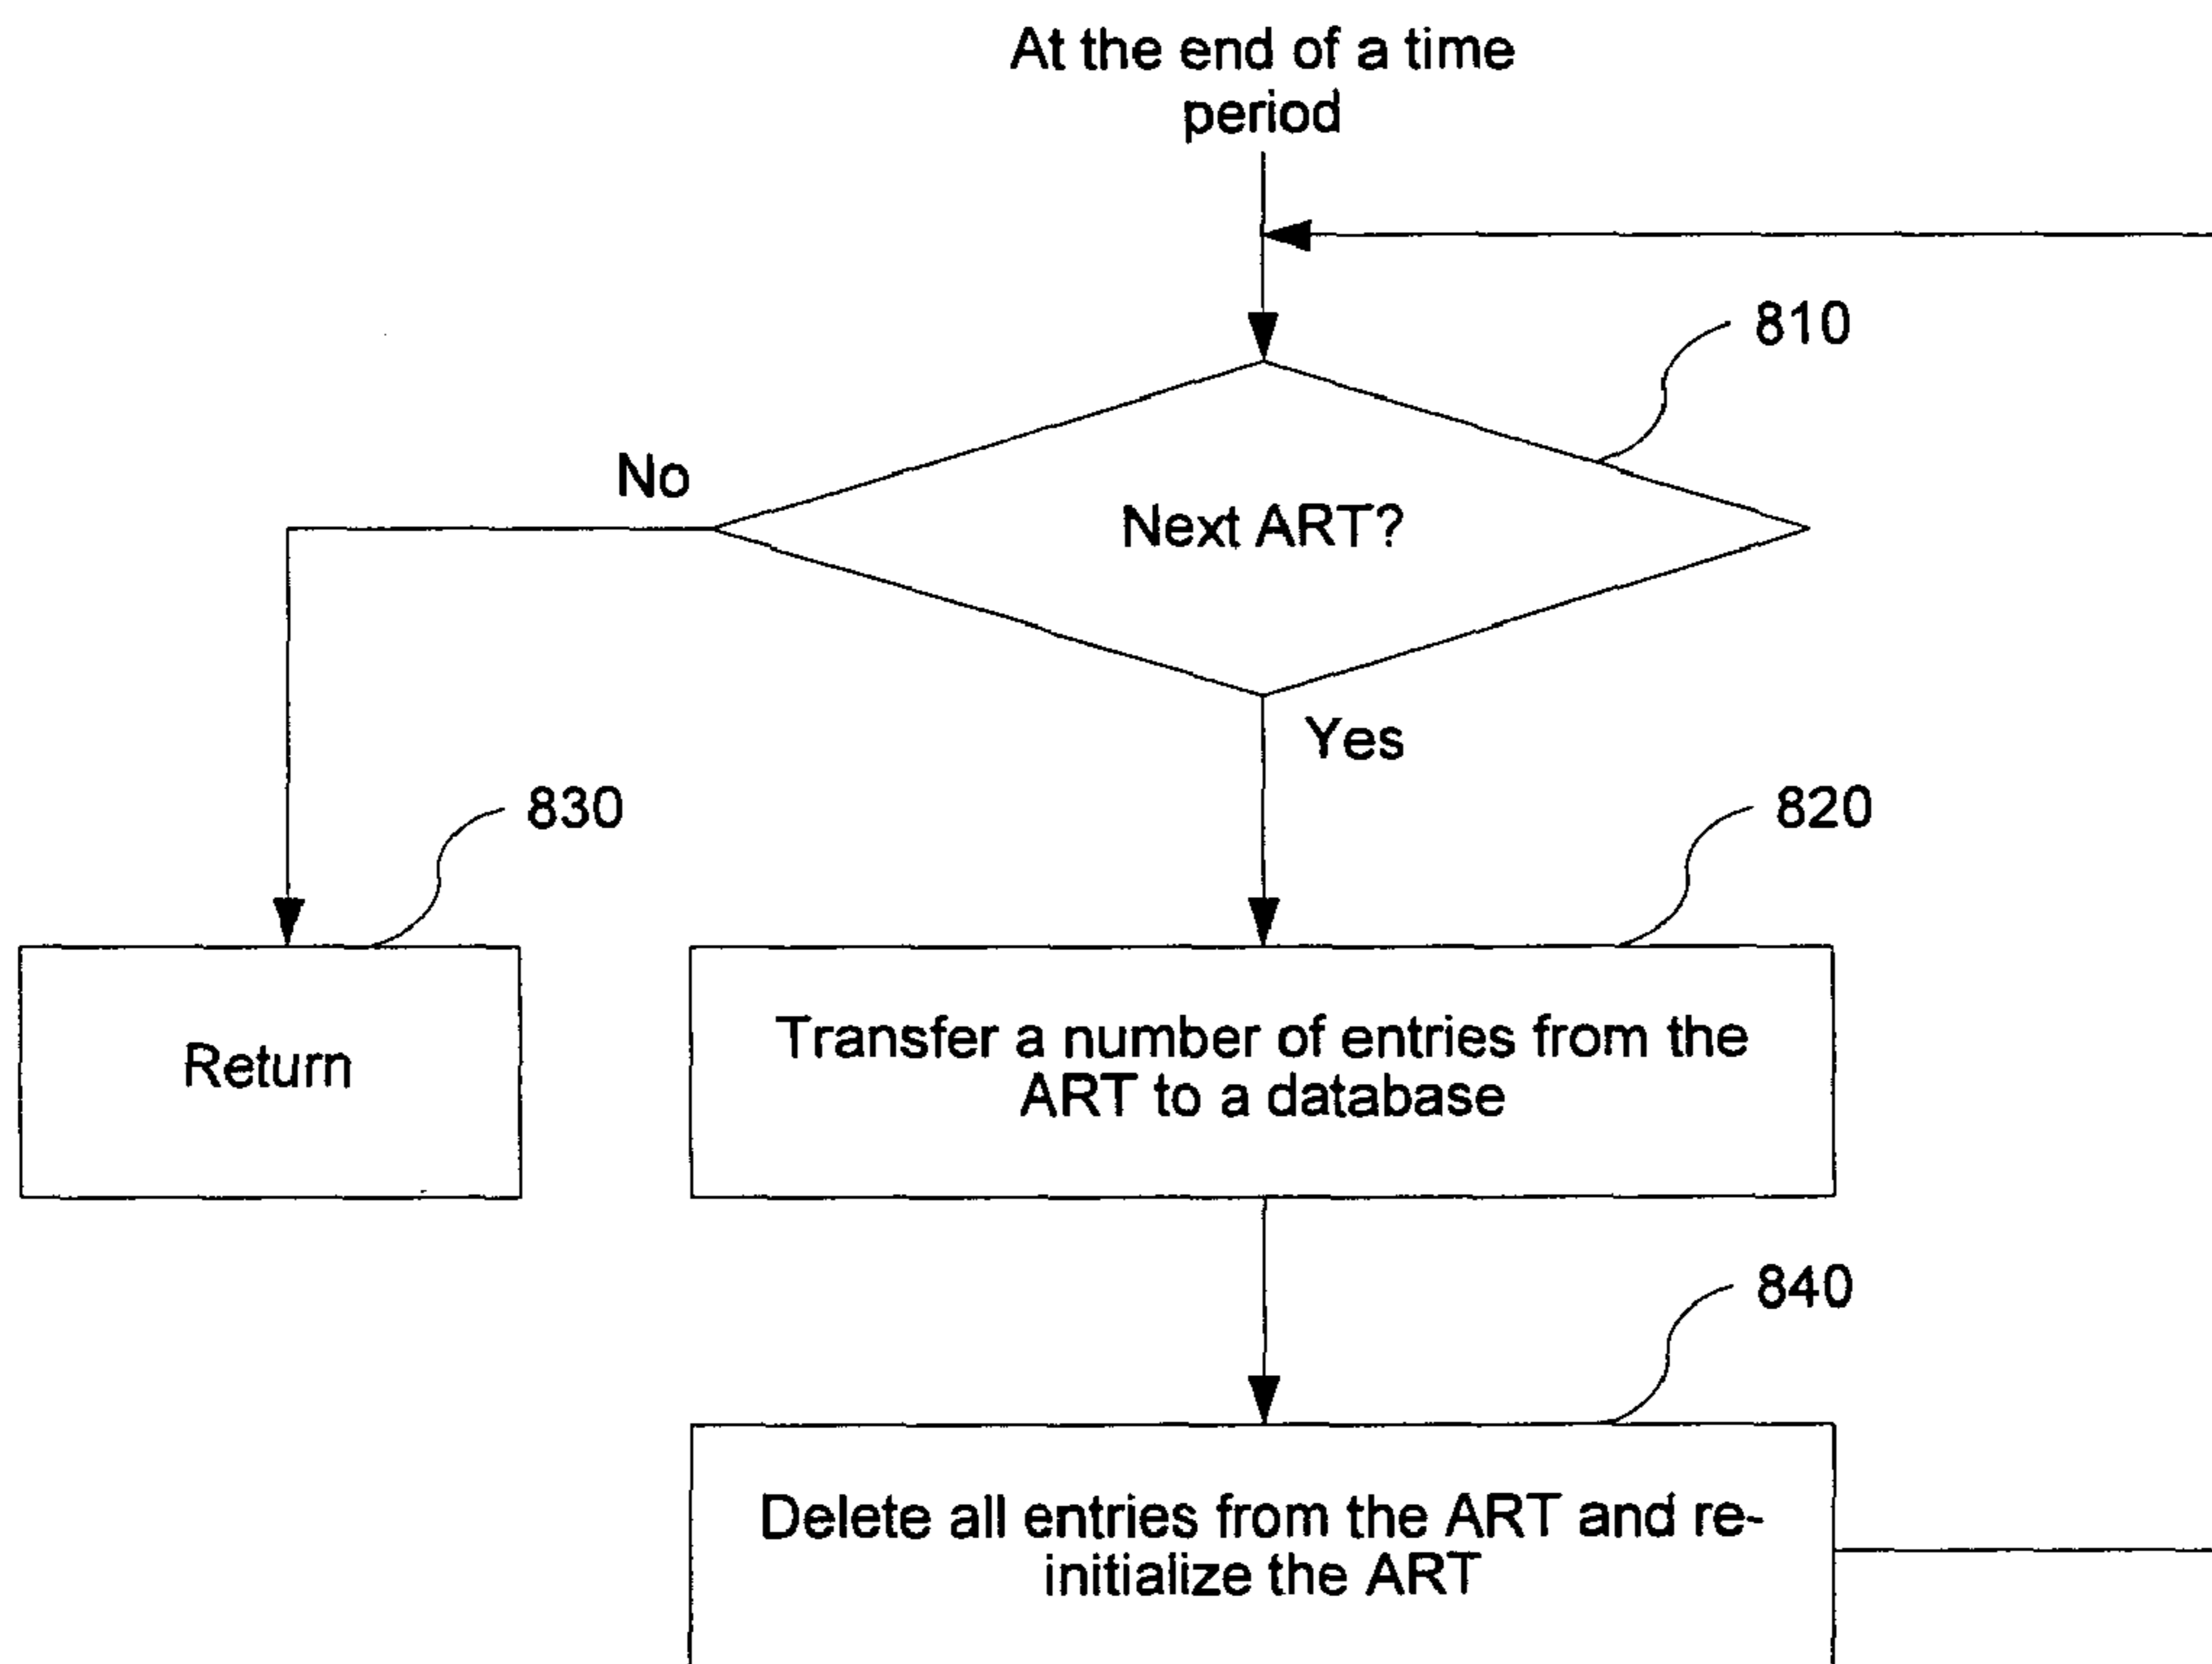 At the end of a time
period
810
No
Next ART?
Yes
830
820
Return
Transfer a number of entries from the
ART to a database
840
Delete all entries from the ART and re-
initialize the ART